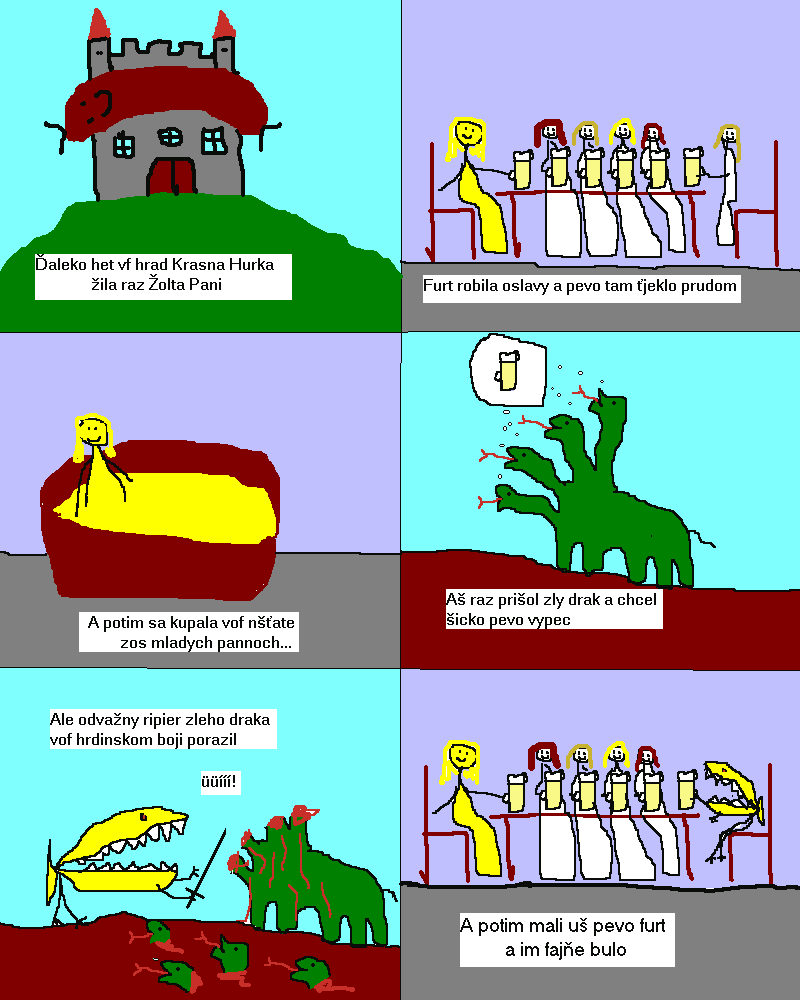 Ďaleko het vf hrad Krasna Hurka
žila raz Žolta Pani
Furt robila oslavy a pevo tam ťjeklo prudom
A potim sa kupala vof nšťate
zos mladych pannoch...
Aš raz prišol zly drak a chcel
šicko pevo vypec
Ale odvažny ripier zleho draka
vof hrdinskom boji porazil
üüííí!
A potim mali uš pevo furt
a im fajňe bulo